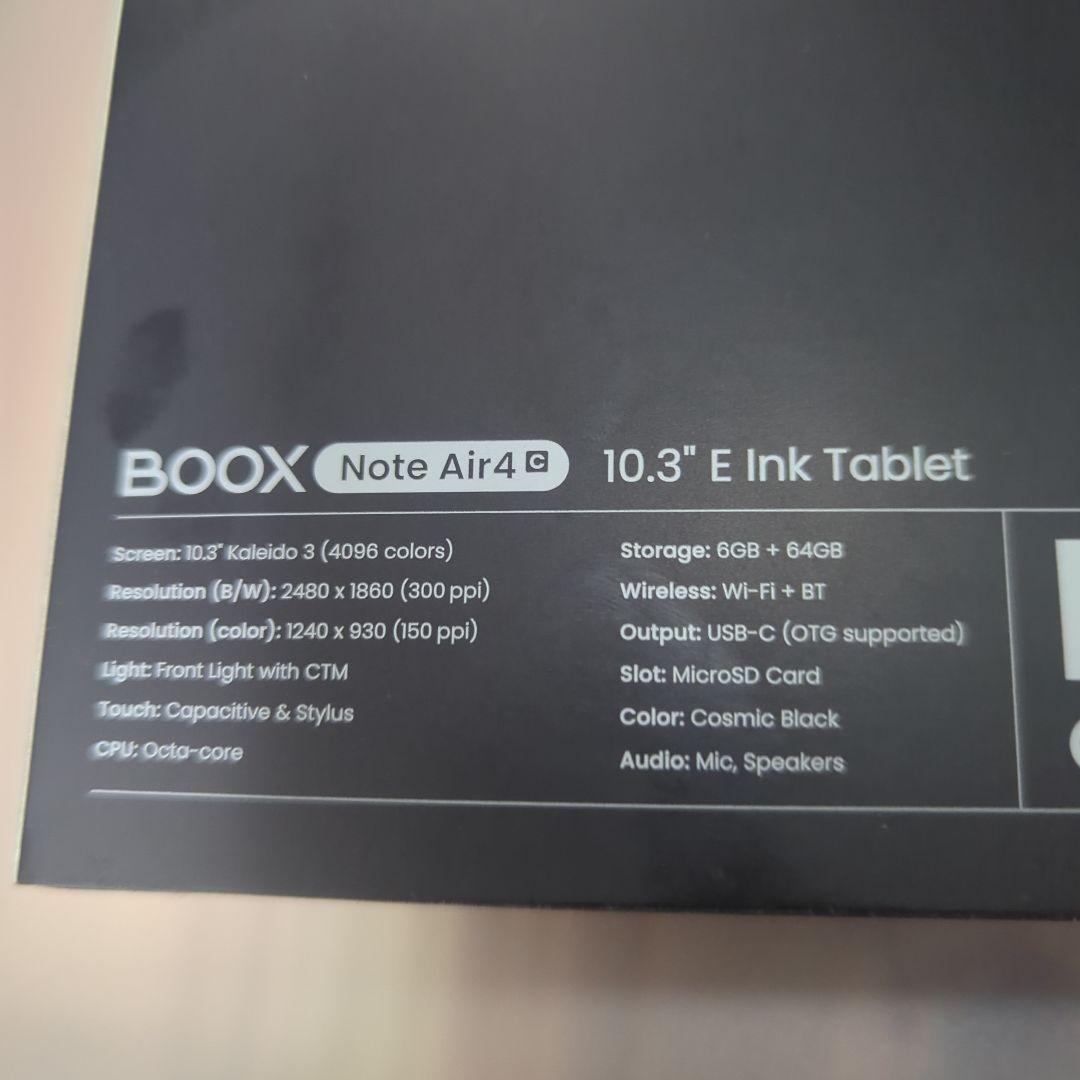 BOOX Note Air4 C 10.3" E Ink Tablet
Screen: 10.3" Kaleido 3 (4096 colors)
Resolution (B/W): 2480 x 1860 (300 ppi)
Resolution (color): 1240 x 930 (150 ppi)
Light: Front Light with CTM
Touch: Capacitive & Stylus
CPU: Octa-core
Storage: 6GB + 64GB
Wireless: Wi-Fi + BT
Output: USB-C (OTG supported)
Slot: MicroSD Card
Color: Cosmic Black
Audio: Mic, Speakers